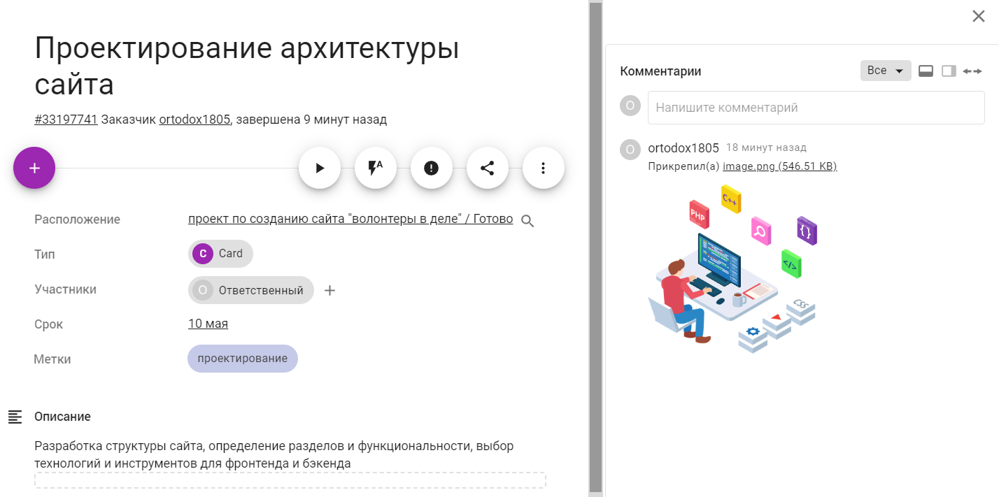 Проектирование архитектуры
сайта
#33197741 Заказчик ortodox1805, завершена 9 минут назад
A
Расположение
проект по созданию сайта "волонтеры в деле" / Готово
Тип
C Card
Участники
О Ответственный
Срок
10 мая
Метки
проектирование
Описание
Разработка структуры сайта, определение разделов и функциональности, выбор
технологий и инструментов для фронтенда и бэкенда
Комментарии
Все
O
Напишите комментарий
O
ortodox1805 18 минут назад
Прикрепил(а) image.png (546.51 KB)
C++
PHP
{}
</>
CSS